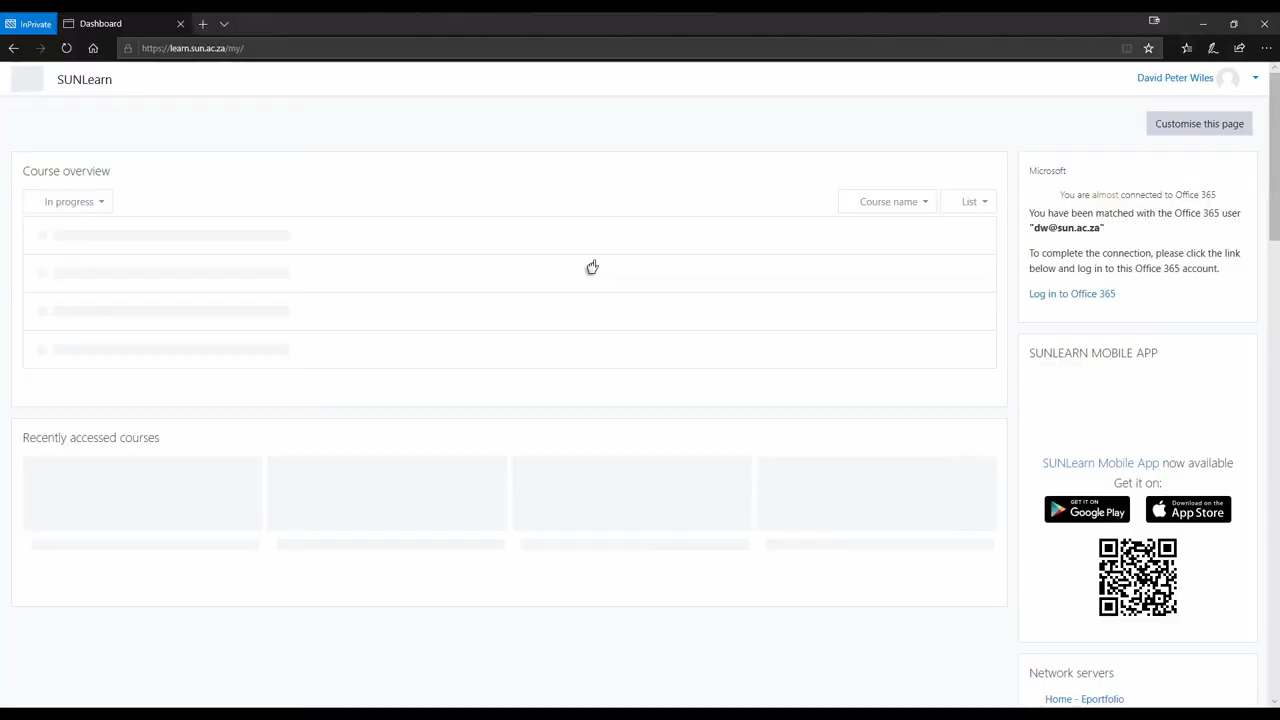 InPrivate
Dashboard
https://learn.sun.ac.za/my/
SUNLearn
David Peter Wiles
Customise this page
Course overview
In progress
Course name
List
Recently accessed courses
Microsoft
You are almost connected to Office 365
You have been matched with the Office 365 user
"dw@sun.ac.za"
To complete the connection, please click the link
below and log in to this Office 365 account.
Log in to Office 365
SUNLEARN MOBILE APP
SUNLearn Mobile App now available
Get it on:
GET IT ON
Google Play
Download on the
App Store
Network servers
Home - Eportfolio